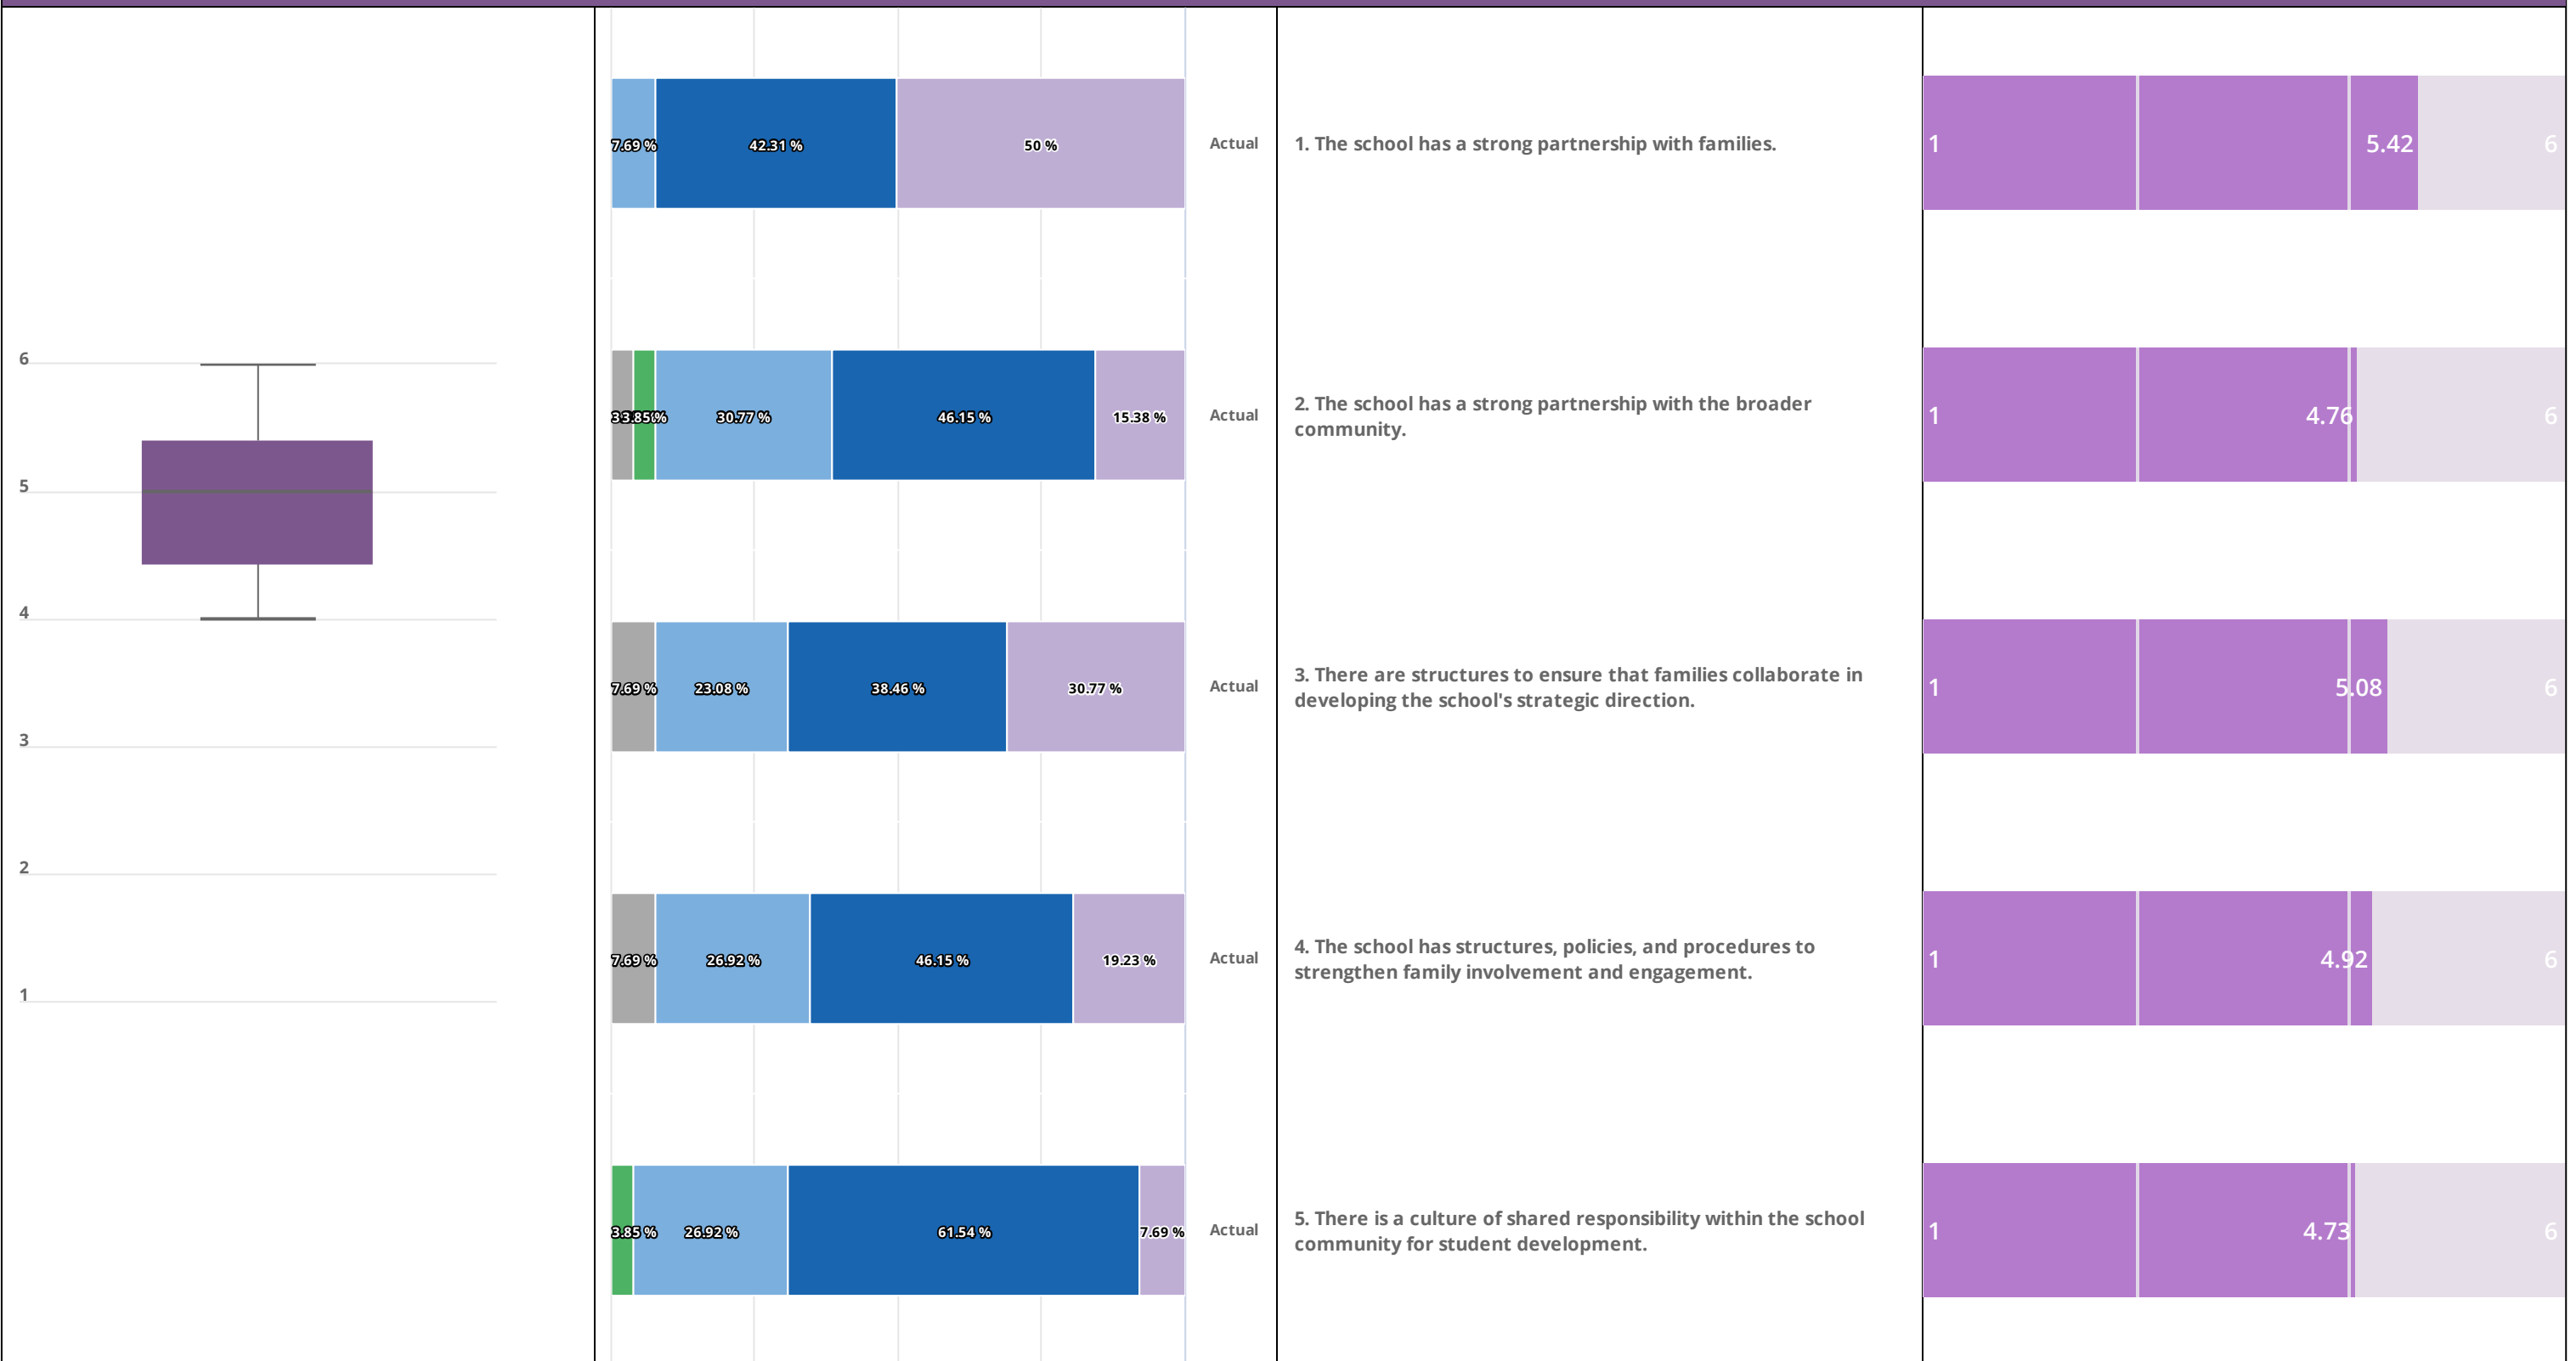 7.69 %
42.31 %
50 %
Actual
1. The school has a strong partnership with families.
1
5.42
6
6
5
4
3
2
1
3.85 %
30.77 %
46.15 %
15.38 %
Actual
2. The school has a strong partnership with the broader
community.
1
4.76
6
7.69 %
23.08 %
38.46 %
30.77 %
Actual
3. There are structures to ensure that families collaborate in
developing the school's strategic direction.
1
5.08
6
7.69 %
26.92 %
46.15 %
19.23 %
Actual
4. The school has structures, policies, and procedures to
strengthen family involvement and engagement.
1
4.92
6
3.85 %
26.92 %
61.54 %
7.69 %
Actual
5. There is a culture of shared responsibility within the school
community for student development.
1
4.73
6